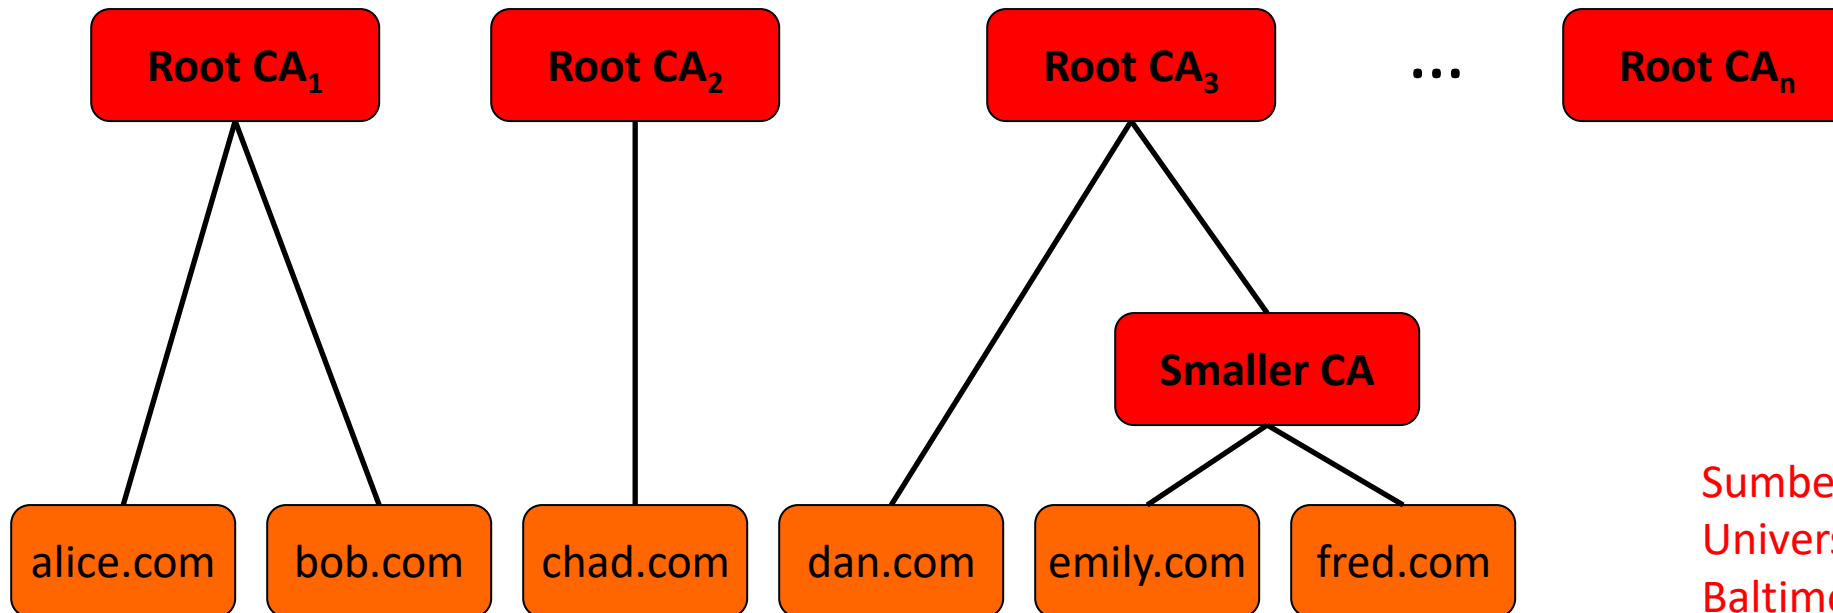 Root CA₁
Root CA₂
Root CA₃
...
Root CAₙ
Smaller CA
alice.com
bob.com
chad.com
dan.com
emily.com
fred.com